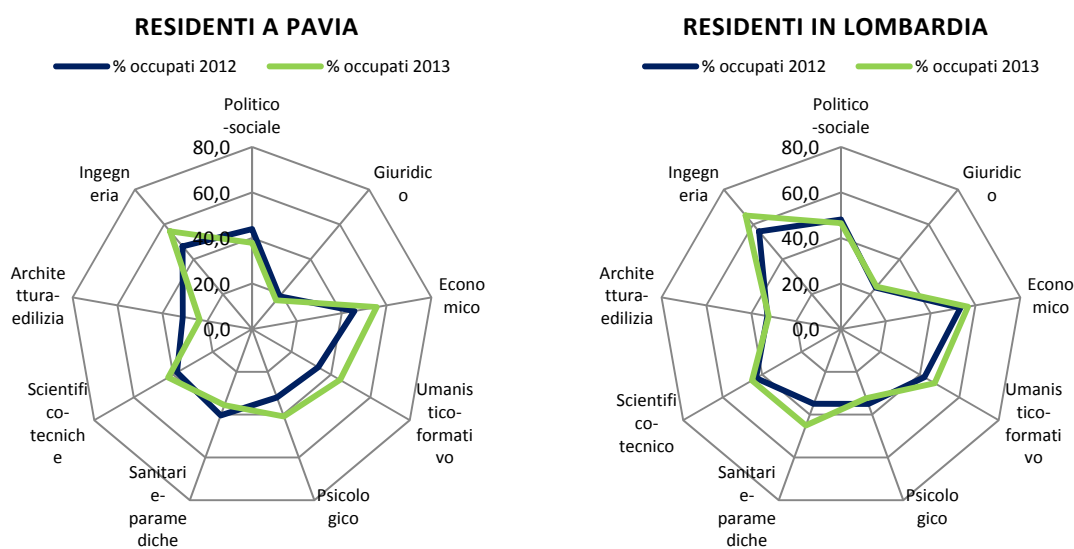 RESIDENTI A PAVIA
% occupati 2012
% occupati 2013
Politico
-sociale
80,0
60,0
40,0
20,0
0,0
Giuridic
o
Econo
mico
Umanis
tico-
formati
vo
Psicolo
gico
Sanitari
e-
parame
diche
Scientifi
co-
tecnich
e
Archite
ttura-
edilizia
Ingegn
eria
RESIDENTI IN LOMBARDIA
% occupati 2012
% occupati 2013
Politico
-sociale
80,0
60,0
40,0
20,0
0,0
Giuridic
o
Econo
mico
Umanis
tico-
formati
vo
Psicolo
gico
Sanitari
e-
parame
diche
Scientifi
co-
tecnico
Archite
ttura-
edilizia
Ingegn
eria